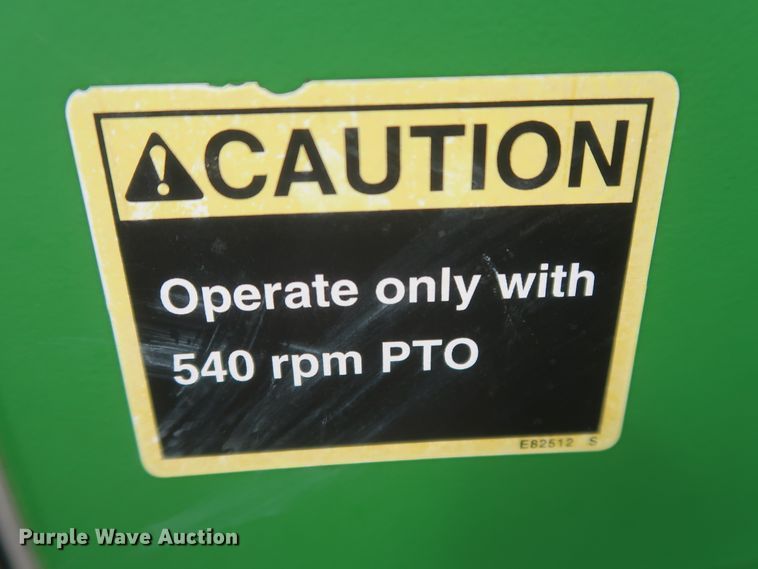 CAUTION
Operate only with
540 rpm PTO
E82512 S
Purple Wave Auction